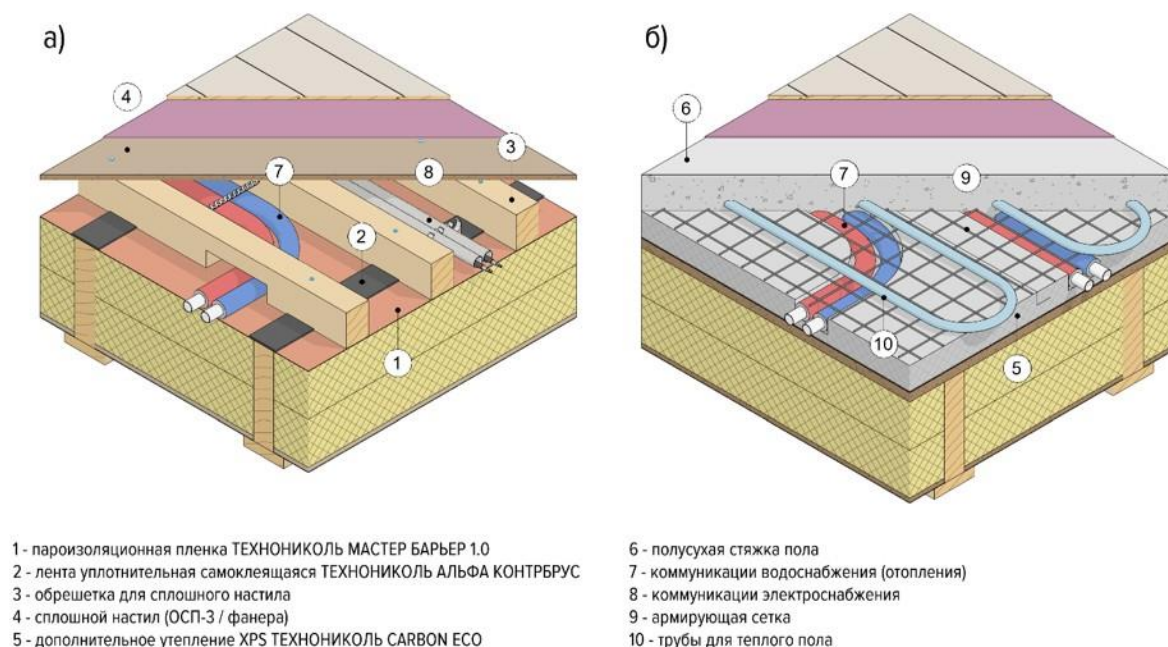 а)
б)
4
3
7
8
2
1
6
7
9
10
5
1 - пароизоляционная пленка ТЕХНОНИКОЛЬ МАСТЕР БАРЬЕР 1.0
2 - лента уплотнительная самоклеящаяся ТЕХНОНИКОЛЬ АЛЬФА КОНТРБРУС
3 - обрешетка для сплошного настила
4 - сплошной настил (ОСП-3 / фанера)
5 - дополнительное утепление XPS ТЕХНОНИКОЛЬ CARBON ECO
6 - полусухая стяжка пола
7 - коммуникации водоснабжения (отопления)
8 - коммуникации электроснабжения
9 - армирующая сетка
10 - трубы для теплого пола